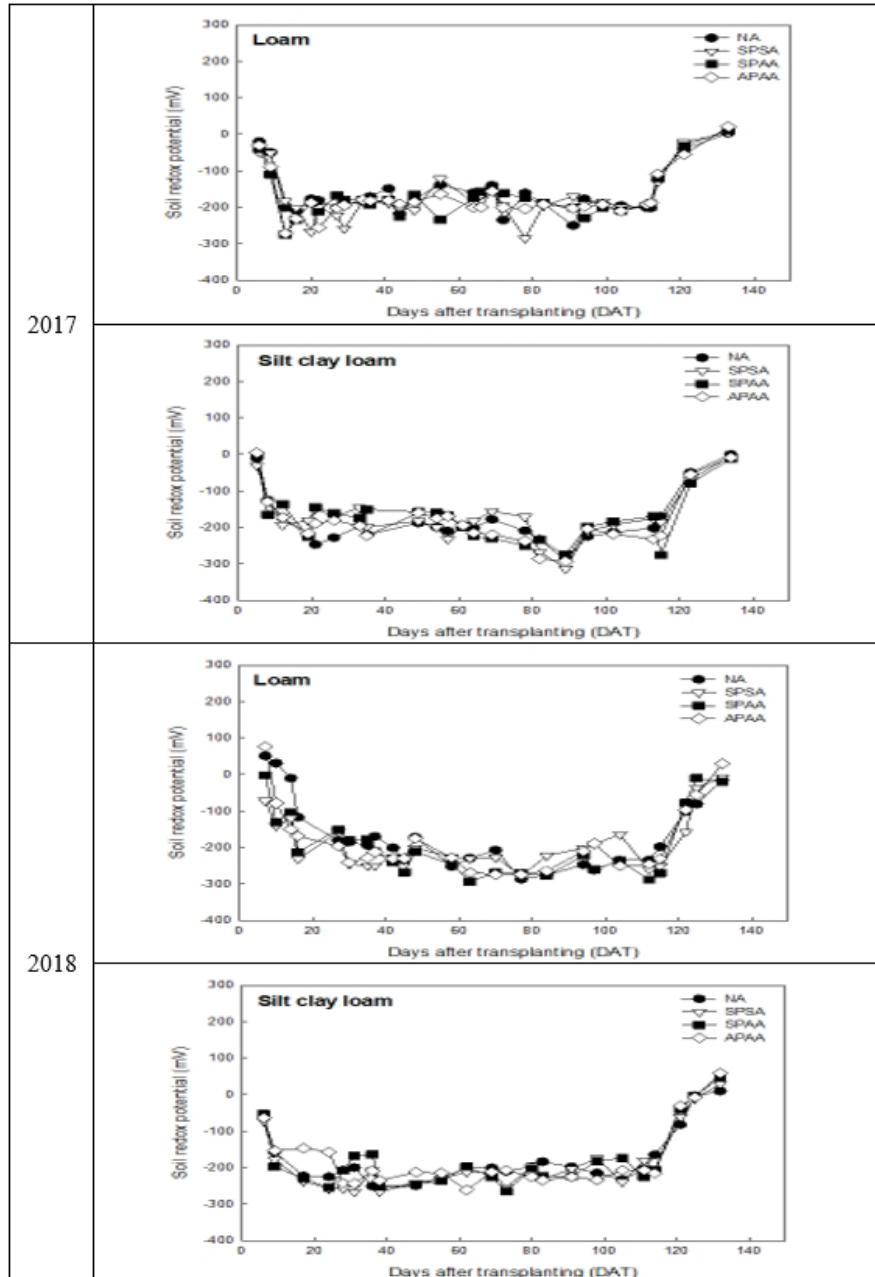 2017
Loam
NA
SPSA
SPAA
APAA
300
200
100
0
-100
-200
-300
-400
Soil redox potential (mV)
0 20 40 60 80 100 120 140
Days after transplanting (DAT)
Silt clay loam
NA
SPSA
SPAA
APAA
300
200
100
0
-100
-200
-300
-400
Soil redox potential (mV)
0 20 40 60 80 100 120 140
Days after transplanting (DAT)
2018
Loam
NA
SPSA
SPAA
APAA
300
200
100
0
-100
-200
-300
-400
Soil redox potential (mV)
0 20 40 60 80 100 120 140
Days after transplanting (DAT)
Silt clay loam
NA
SPSA
SPAA
APAA
300
200
100
0
-100
-200
-300
-400
Soil redox potential (mV)
0 20 40 60 80 100 120 140
Days after transplanting (DAT)